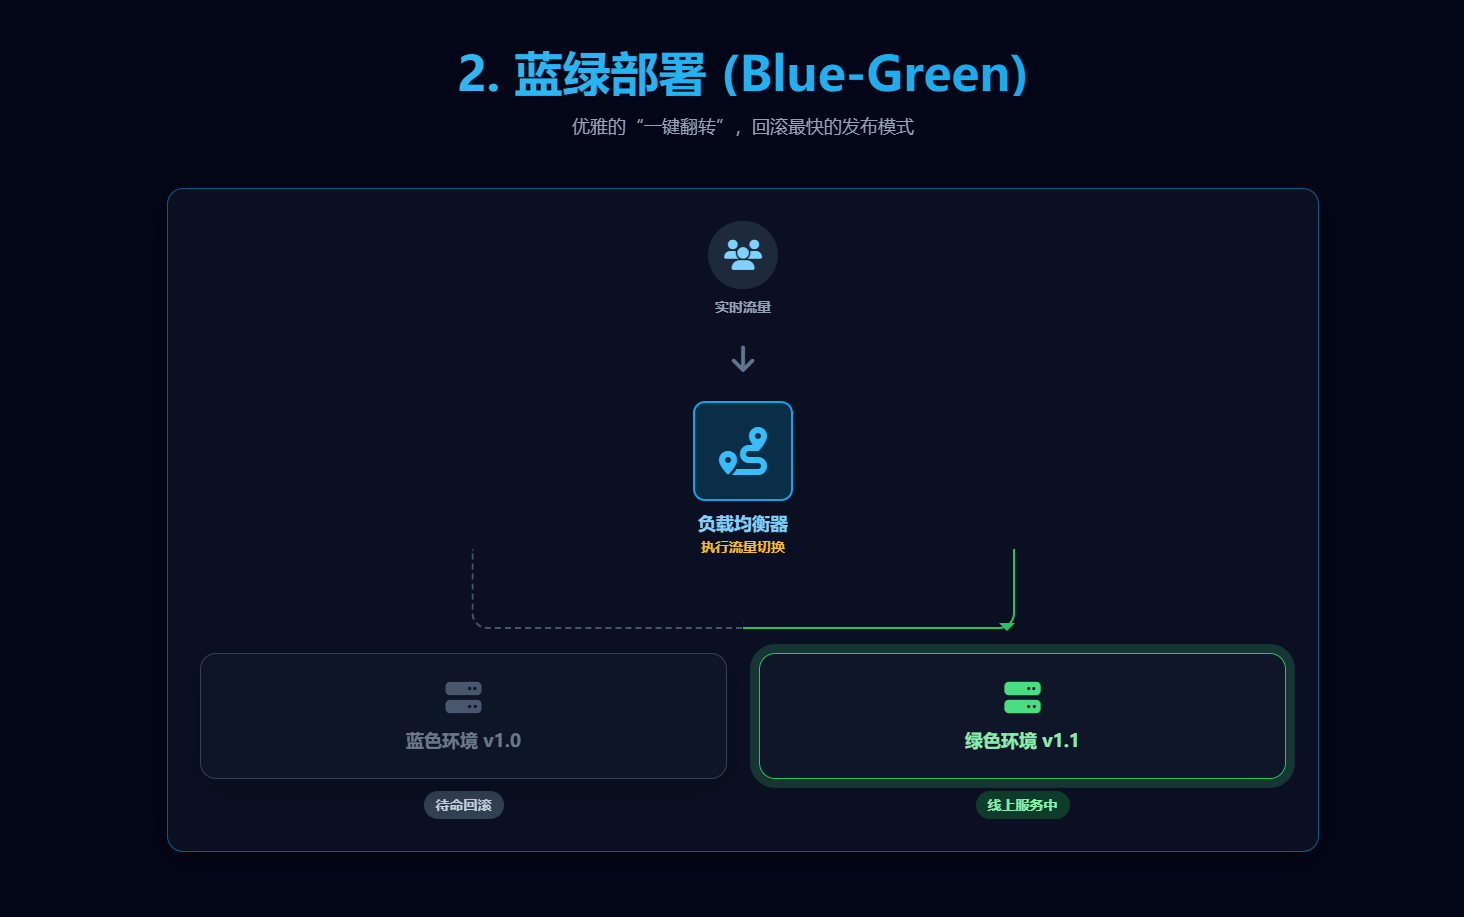 2. 蓝绿部署 (Blue-Green)
优雅的“一键翻转”，回滚最快的发布模式
实时流量
负载均衡器
执行流量切换
蓝色环境 v1.0
待命回滚
绿色环境 v1.1
线上服务中